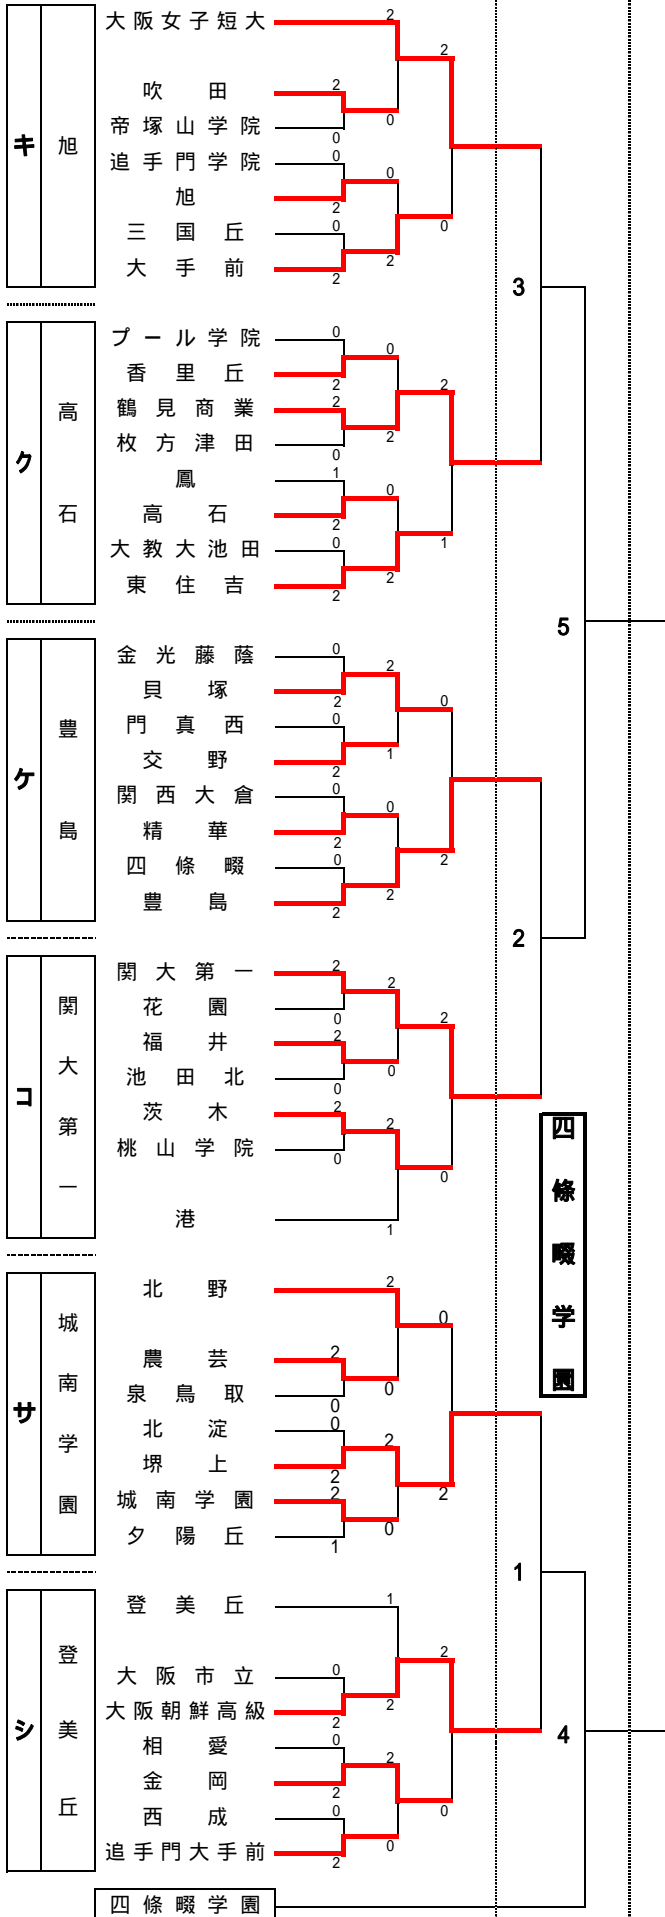 大阪女子短大
2
2
吹田
2
帝塚山学院
0
0
キ
旭
追手門学院
0
0
旭
2
三国丘
0
0
大手前
2
2
3
プール学院
0
0
香里丘
2
2
鶴見商業
2
2
枚方津田
0
ク
高石
鳳
1
0
高石
2
1
大教大池田
0
2
東住吉
2
5
金光藤蔭
0
2
貝塚
2
0
門真西
0
1
交野
2
ケ
豊島
関西大倉
0
0
精華
2
2
四條畷
0
2
豊島
2
2
関大第一
2
2
花園
0
2
福井
2
0
池田北
0
コ
関大第一
茨木
2
2
桃山学院
0
0
港
1
四條畷学園
北野
2
0
農芸
2
0
泉鳥取
0
サ
城南学園
北淀
0
2
堺上
2
2
城南学園
2
0
夕陽丘
1
1
登美丘
1
2
大阪市立
0
2
大阪朝鮮高級
2
シ
登美丘
相愛
0
2
金岡
2
0
西成
0
0
追手門大手前
2
4
四條畷学園